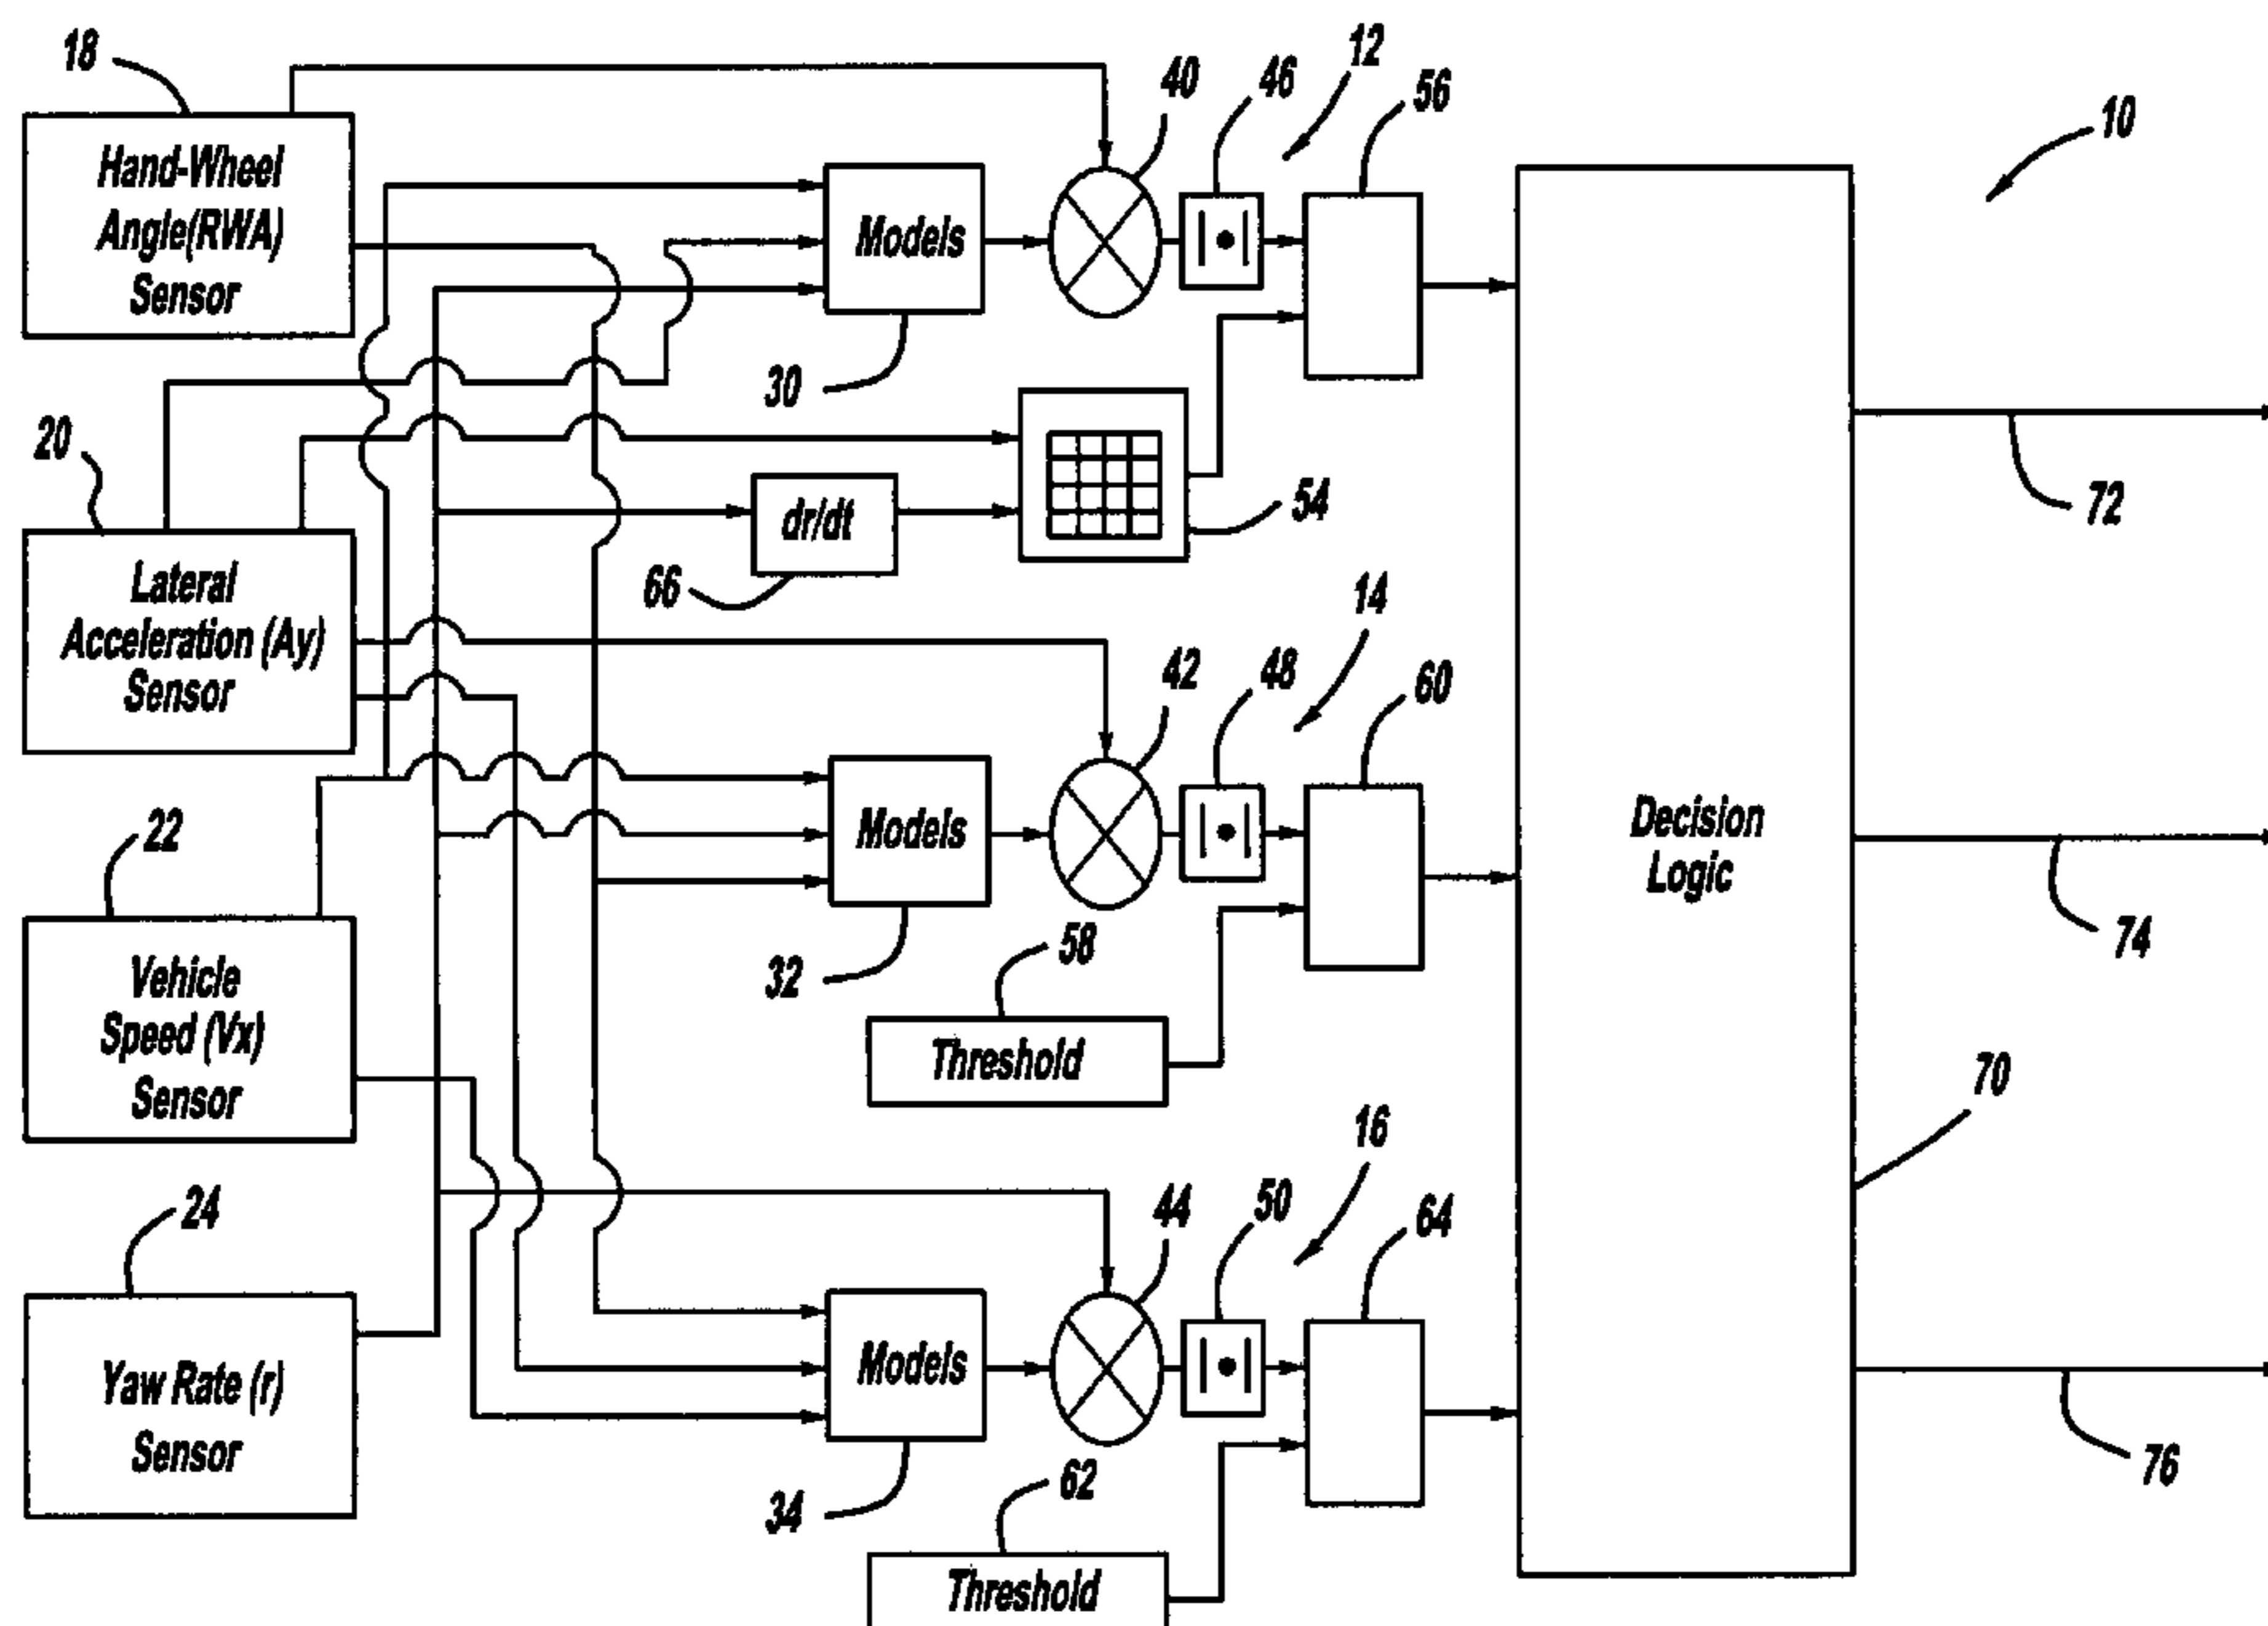 18
Hand-Wheel
Angle(RWA)
Sensor
20
Lateral
Acceleration (Ay)
Sensor
22
Vehicle
Speed (Vx)
Sensor
24
Yaw Rate (r)
Sensor
Models
30
40
46
12
56
dr/dt
66
54
Models
32
42
48
14
60
Threshold
58
Models
34
44
50
16
64
Threshold
62
Decision
Logic
10
72
74
70
76